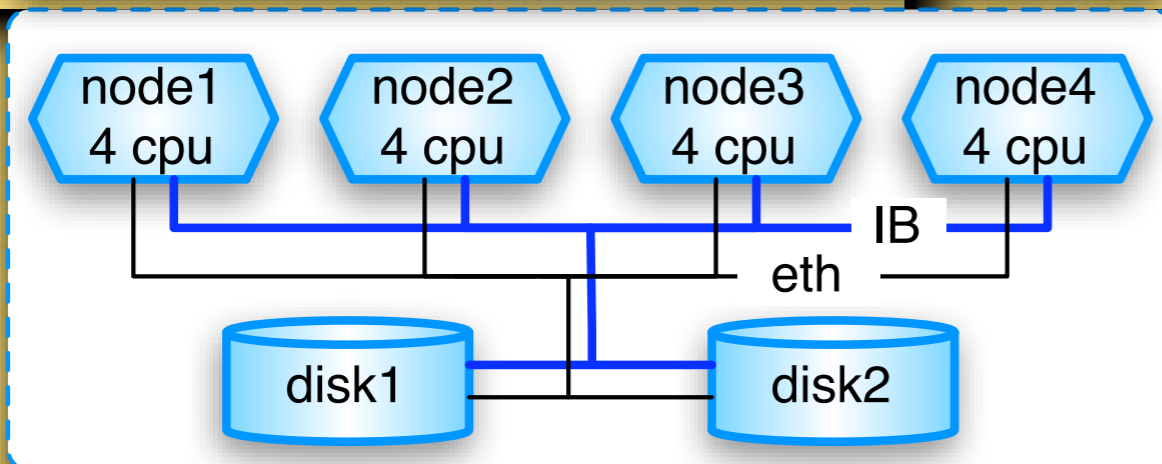 node1
4 cpu
node2
4 cpu
node3
4 cpu
node4
4 cpu
IB
eth
disk1
disk2